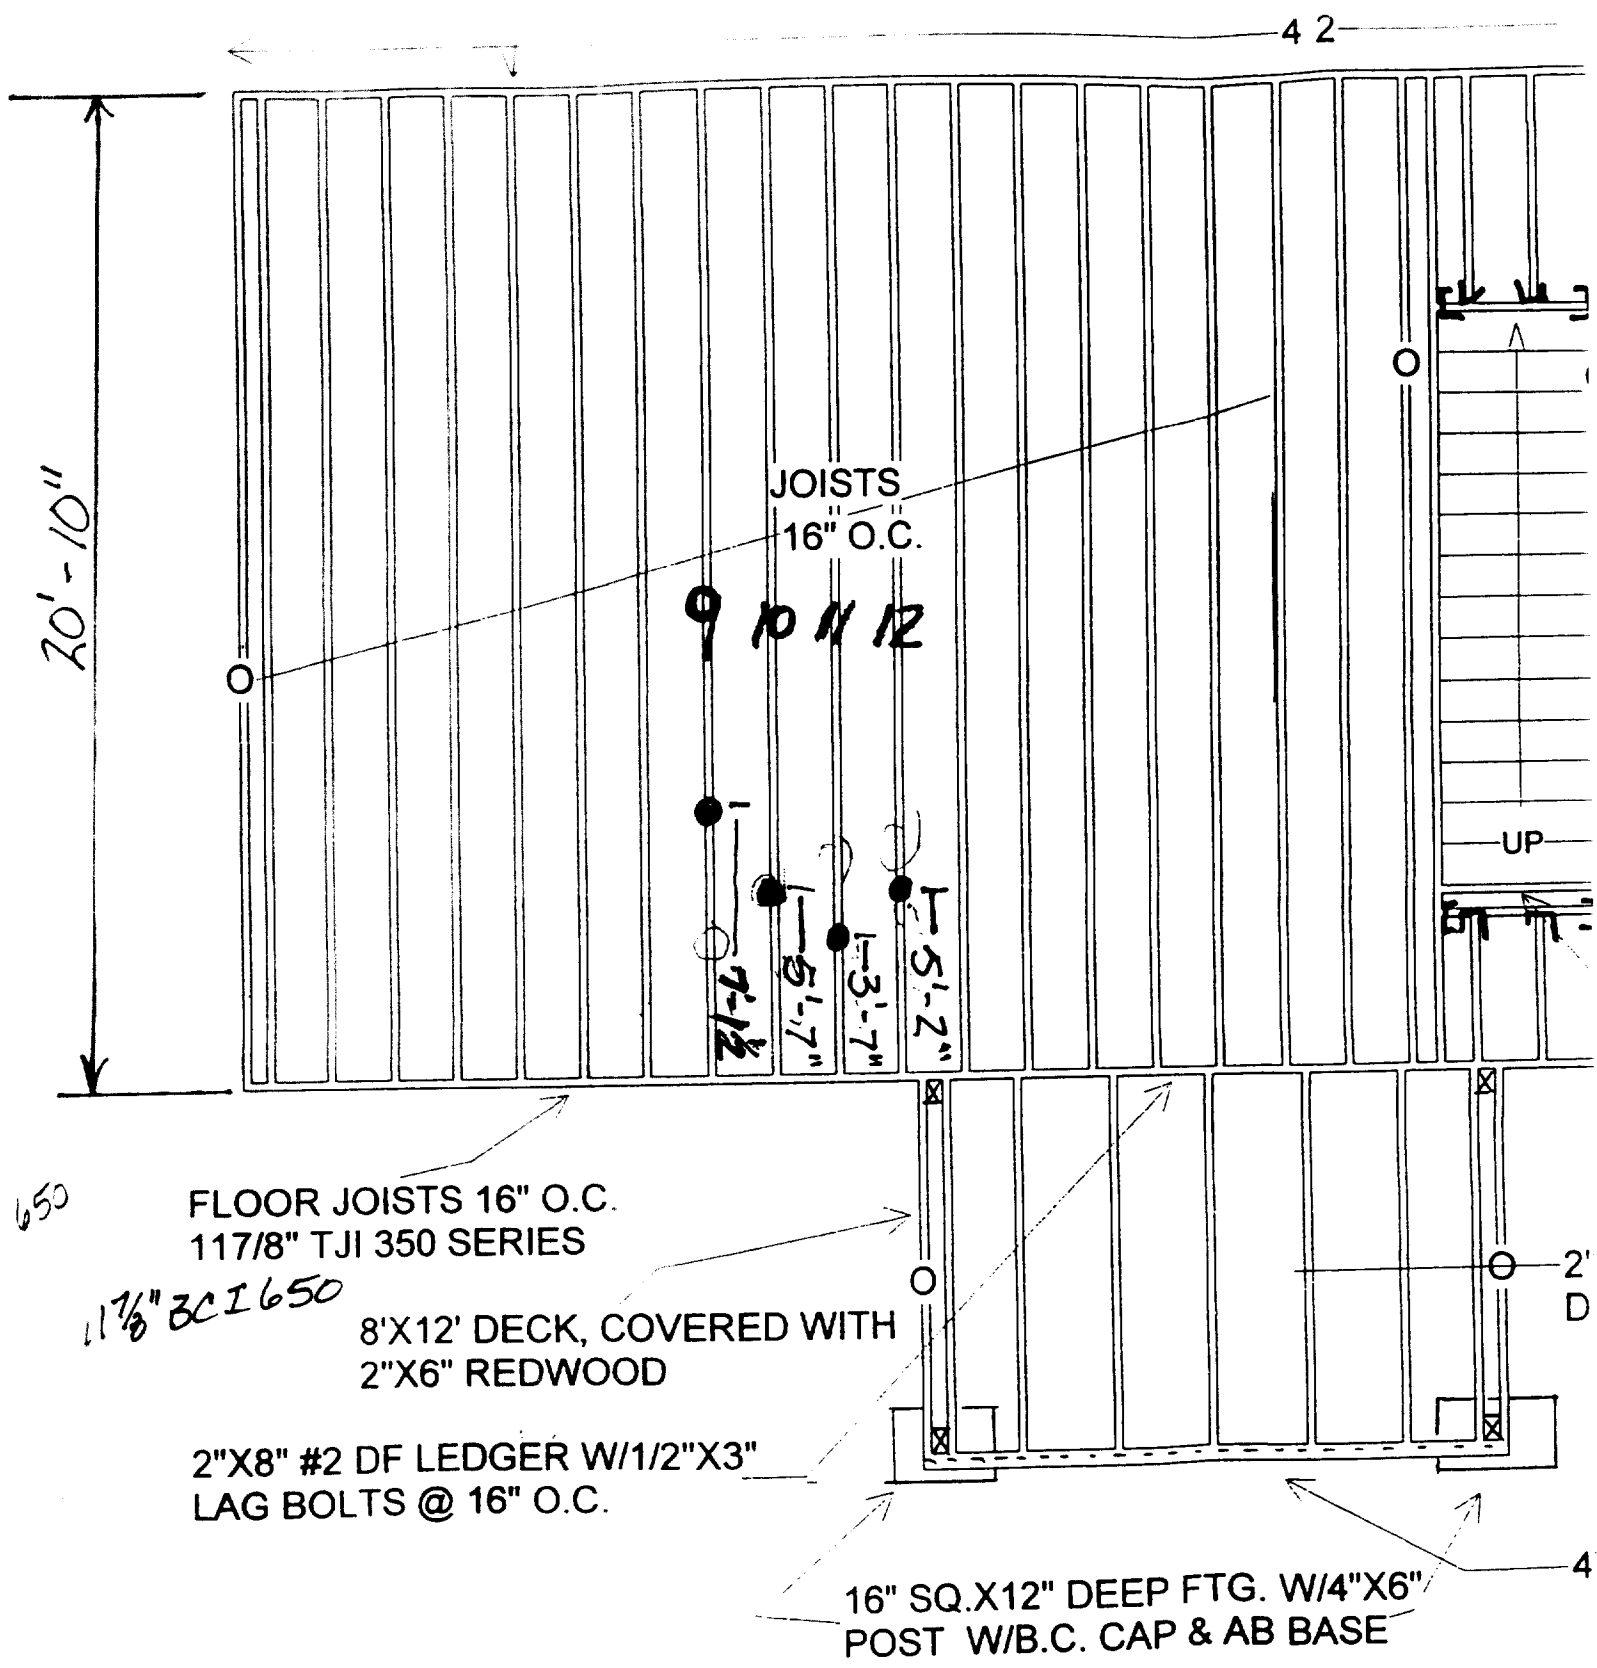 4 2
20'-10"
JOISTS
16" O.C.
O
O
9 10 11 12
UP
7'-1½
5'-7"
3'-7"
5'-2"
650
FLOOR JOISTS 16" O.C.
117/8" TJI 350 SERIES
11⅞" BCI 650
O
O
2'
D
8'X12' DECK, COVERED WITH
2"X6" REDWOOD
2"X8" #2 DF LEDGER W/1/2"X3"
LAG BOLTS @ 16" O.C.
4
16" SQ.X12" DEEP FTG. W/4"X6"
POST W/B.C. CAP & AB BASE